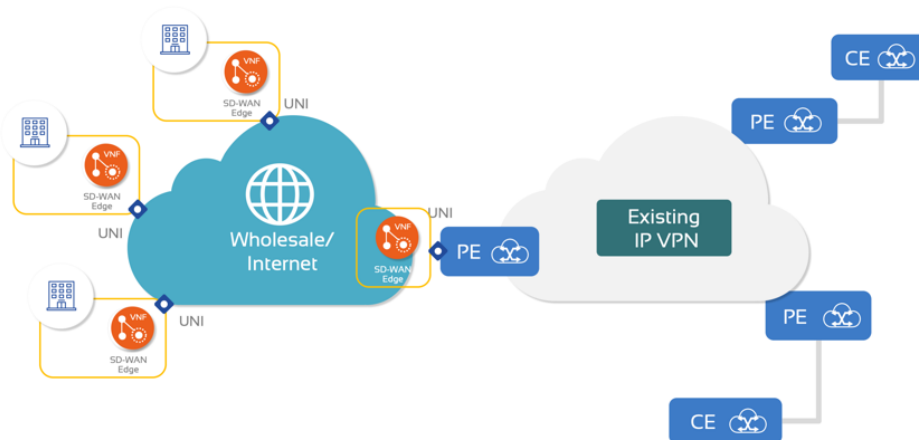 VNF
SD-WAN
Edge
UNI
VNF
SD-WAN
Edge
UNI
VNF
SD-WAN
Edge
UNI
Wholesale/
Internet
VNF
SD-WAN
Edge
UNI
PE
Existing
IP VPN
CE
PE
PE
CE